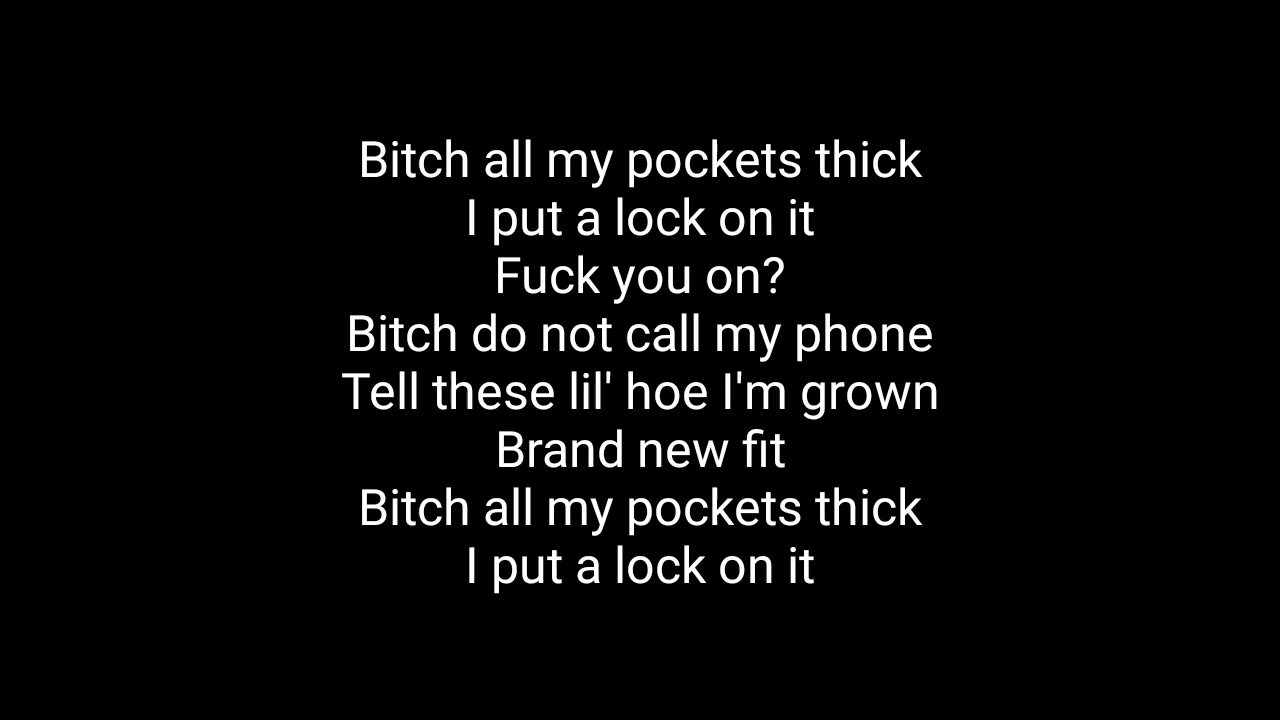 Bitch all my pockets thick
I put a lock on it
Fuck you on?
Bitch do not call my phone
Tell these lil' hoe I'm grown
Brand new fit
Bitch all my pockets thick
I put a lock on it